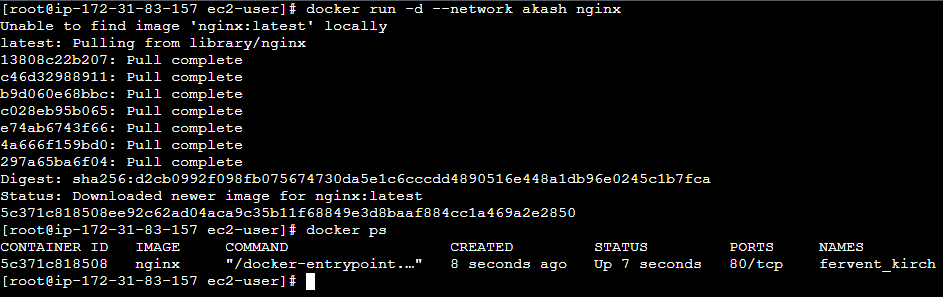 [root@ip-172-31-83-157 ec2-user]# docker run -d --network akash nginx
Unable to find image 'nginx:latest' locally
latest: Pulling from library/nginx
13808c22b207: Pull complete
c46d32988911: Pull complete
b9d060e68bbc: Pull complete
c028eb95b065: Pull complete
e74ab6743f66: Pull complete
4a666f159bd0: Pull complete
297a65ba6f04: Pull complete
Digest: sha256:d2cb0992f098fb075674730da5e1c6cccdd4890516e448a1db96e0245c1b7fca
Status: Downloaded newer image for nginx:latest
5c371c818508ee92c62ad04aca9c35b11f68849e3d8baaf884cc1a469a2e2850
[root@ip-172-31-83-157 ec2-user]# docker ps
CONTAINER ID   IMAGE     COMMAND                  CREATED         STATUS         PORTS     NAMES
5c371c818508   nginx     "/docker-entrypoint.…"   8 seconds ago   Up 7 seconds   80/tcp    fervent_kirch
[root@ip-172-31-83-157 ec2-user]#